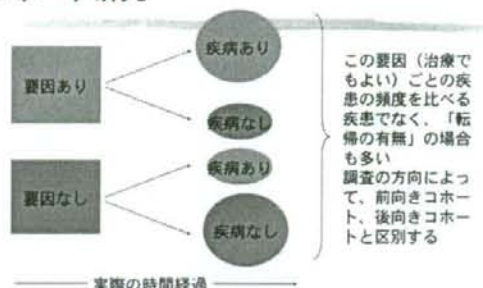 要因あり
疾病あり
疾病なし
要因なし
疾病あり
疾病なし
この要因（治療で
もよい）ごとの疾
患の頻度を比べる
疾患でなく、「転
帰の有無」の場合
も多い
調査の方向によっ
て、前向きコホー
ト、後向きコホー
トと区別する
実際の時間経過